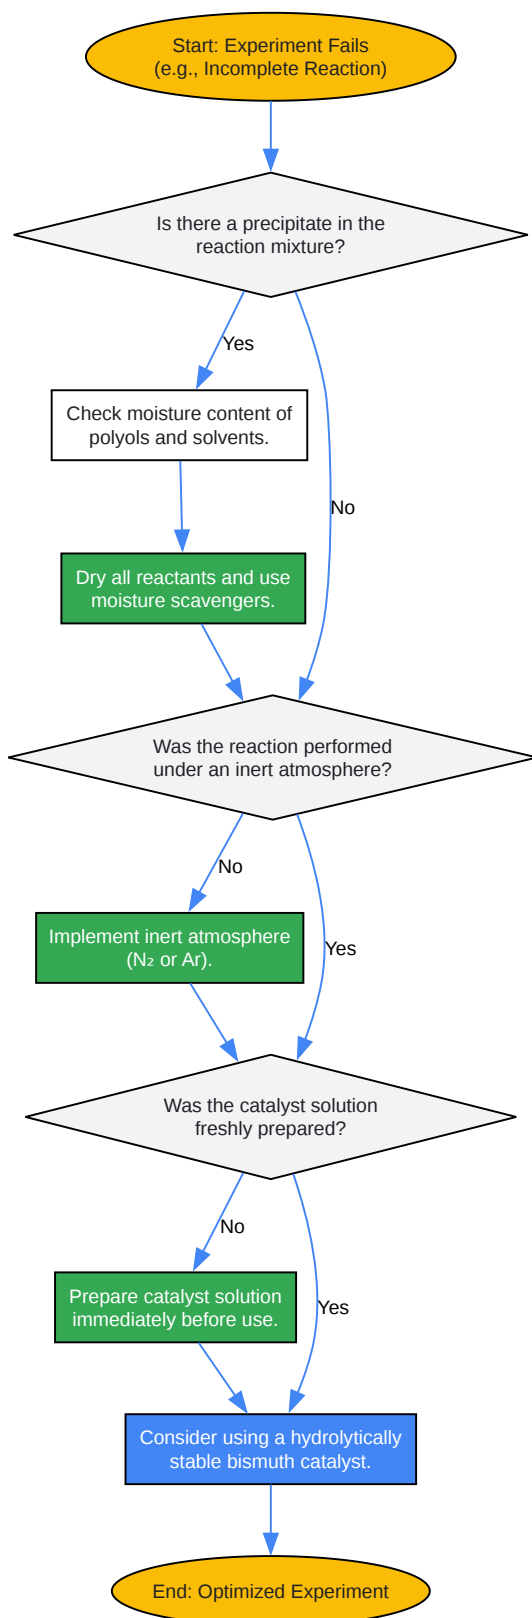 Start: Experiment Fails
(e.g., Incomplete Reaction)
Is there a precipitate in the
reaction mixture?
Yes
Check moisture content of
polyols and solvents.
No
Dry all reactants and use
moisture scavengers.
Was the reaction performed
under an inert atmosphere?
No
Implement inert atmosphere
(N₂ or Ar).
Yes
Was the catalyst solution
freshly prepared?
No
Prepare catalyst solution
immediately before use.
Yes
Consider using a hydrolytically
stable bismuth catalyst.
End: Optimized Experiment